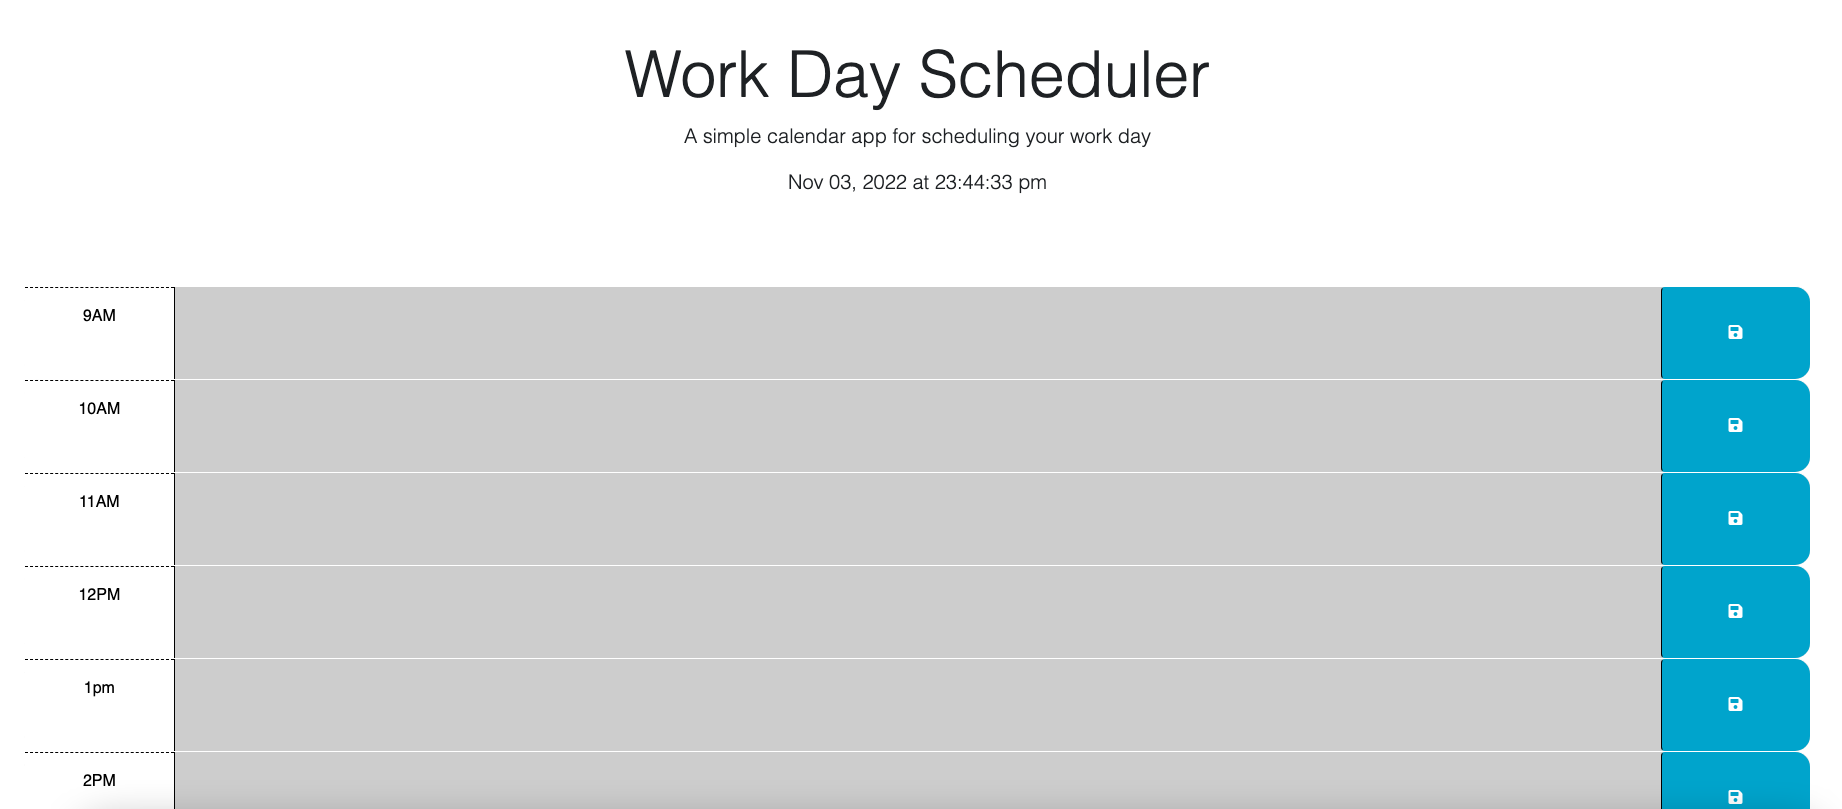 Work Day Scheduler
A simple calendar app for scheduling your work day
Nov 03, 2022 at 23:44:33 pm
9AM
10AM
11AM
12PM
1pm
2PM